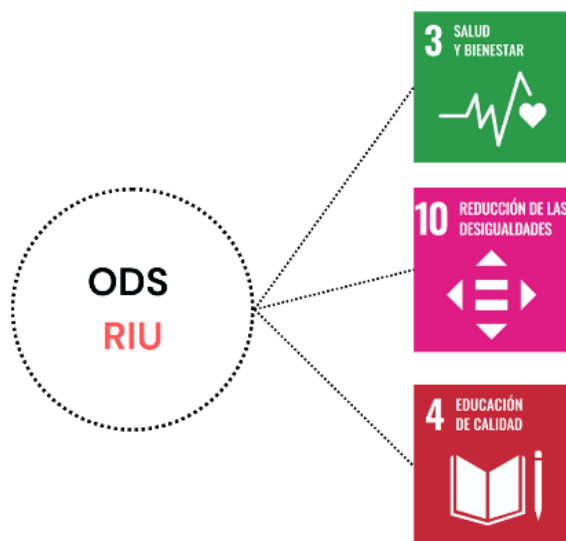 ODS
RIU
3 SALUD
Y BIENESTAR
10 REDUCCIÓN DE LAS
DESIGUALDADES
4 EDUCACIÓN
DE CALIDAD